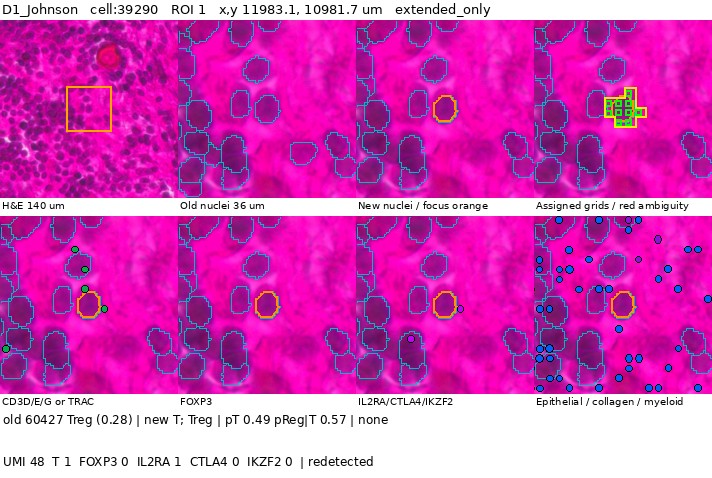 D1_Johnson cell:39290 ROI 1 x,y 11983.1, 10981.7 um extended_only
H&E 140 um
Old nuclei 36 um
New nuclei / focus orange
Assigned grids / red ambiguity
CD3D/E/G or TRAC
FOXP3
IL2RA/CTLA4/IKZF2
Epithelial / collagen / myeloid
old 60427 Treg (0.28) | new T; Treg | pT 0.49 pReg|T 0.57 | none
UMI 48 T 1 FOXP3 0 IL2RA 1 CTLA4 0 IKZF2 0 | redetected